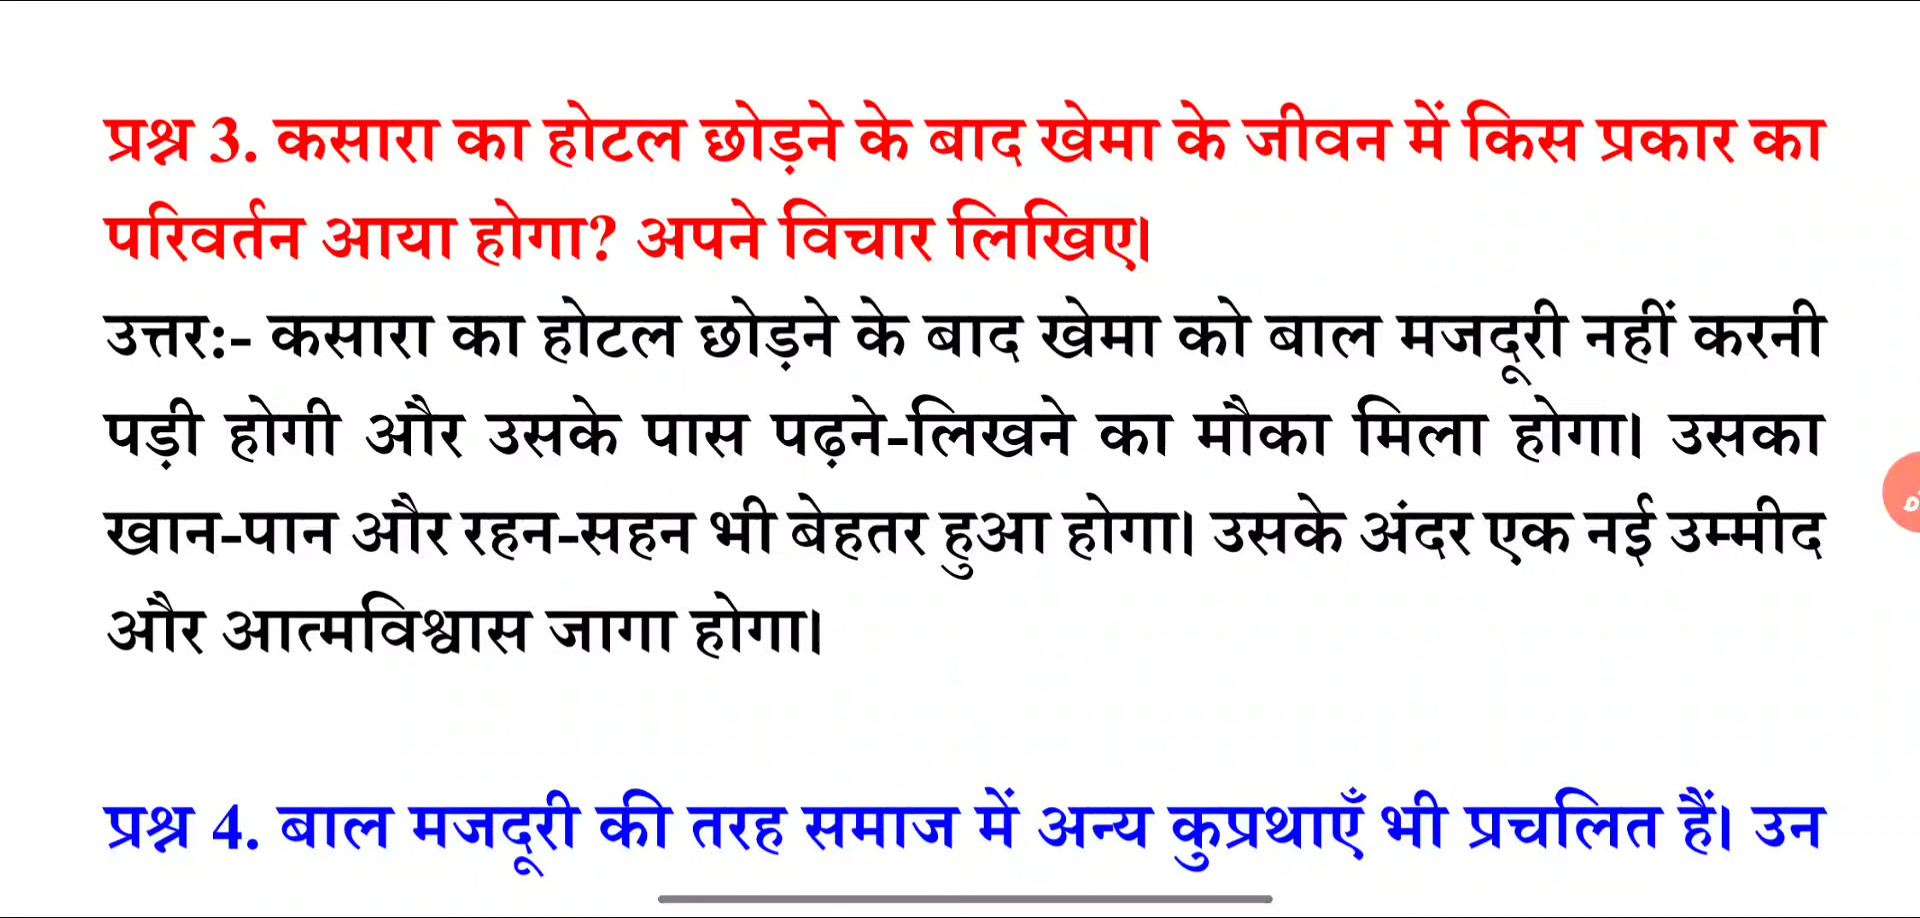 प्रश्न 3. कसारा का होटल छोड़ने के बाद खेमा के जीवन में किस प्रकार का
परिवर्तन आया होगा? अपने विचार लिखिए।
उत्तर:- कसारा का होटल छोड़ने के बाद खेमा को बाल मजदूरी नहीं करनी
पड़ी होगी और उसके पास पढ़ने-लिखने का मौका मिला होगा। उसका
खान-पान और रहन-सहन भी बेहतर हुआ होगा। उसके अंदर एक नई उम्मीद
और आत्मविश्वास जागा होगा।
प्रश्न 4. बाल मजदूरी की तरह समाज में अन्य कुप्रथाएँ भी प्रचलित हैं। उन